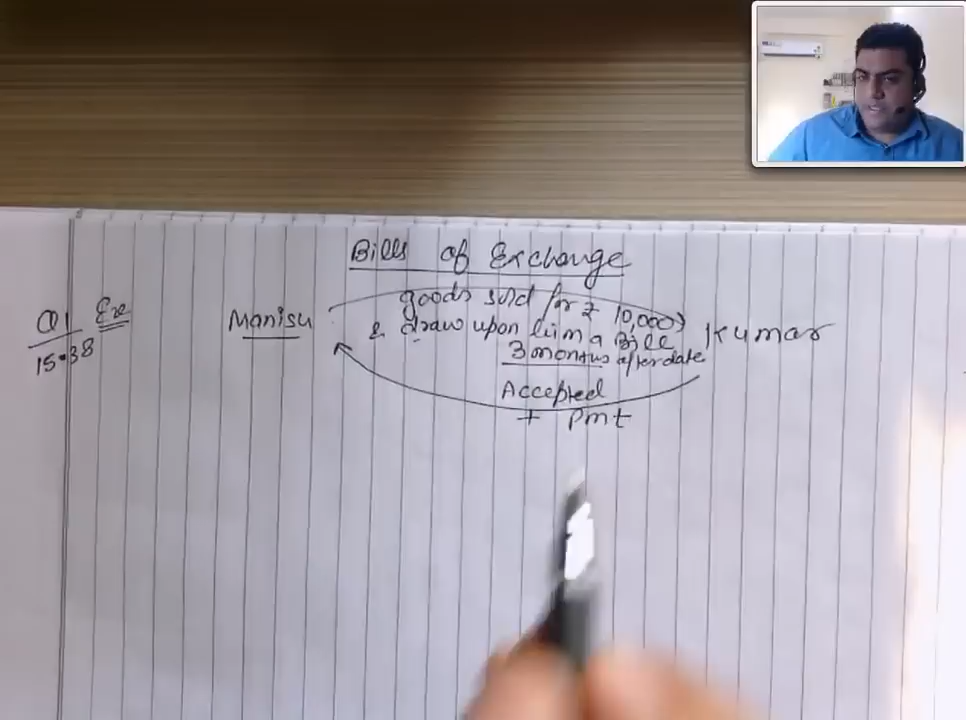 Bills of Exchange
Q1 Exe
15.38
Manish
goods sold for ₹ 10,000
& draw upon him a Bill
3 months after date
Kumar
Accepted
+ Pmt